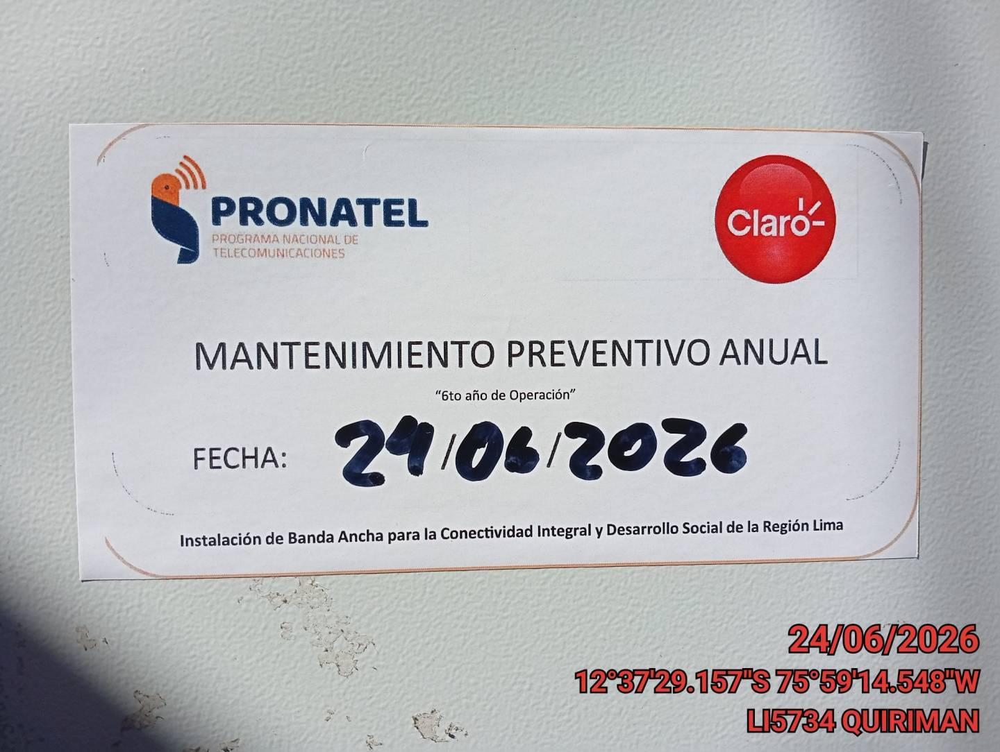 PRONATEL
PROGRAMA NACIONAL DE
TELECOMUNICACIONES
Claro
MANTENIMIENTO PREVENTIVO ANUAL
“6to año de Operación”
FECHA: 24/06/2026
Instalación de Banda Ancha para la Conectividad Integral y Desarrollo Social de la Región Lima
24/06/2026
12°37'29.157"S 75°59'14.548"W
LI5734 QUIRIMAN